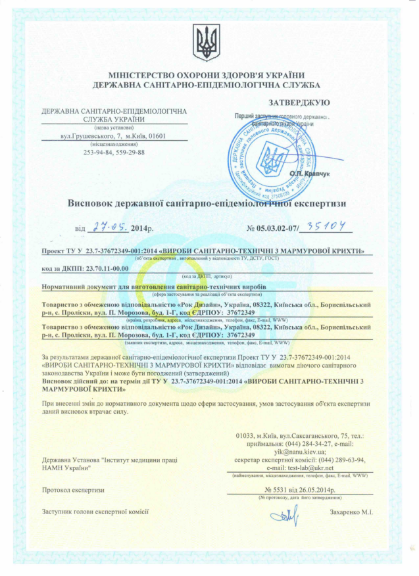 МІНІСТЕРСТВО ОХОРОНИ ЗДОРОВ'Я УКРАЇНИ
ДЕРЖАВНА САНІТАРНО-ЕПІДЕМІОЛОГІЧНА СЛУЖБА
ДЕРЖАВНА САНІТАРНО-ЕПІДЕМІОЛОГІЧНА
СЛУЖБА УКРАЇНИ
(назва установи)
вул.Грушевського, 7, м.Київ, 01601
(місцезнаходження)
253-94-84, 559-29-88
ЗАТВЕРДЖУЮ
Перший заступник головного державного
санітарного лікаря України
О.П. Кравчук
Висновок державної санітарно-епідеміологічної експертизи
від 27.05. 2014р.
№ 05.03.02-07/ 35104
Проект ТУ У 23.7-37672349-001:2014 «ВИРОБИ САНІТАРНО-ТЕХНІЧНІ З МАРМУРОВОЇ КРИХТИ»
(об'єкта експертизи, виготовлений у відповідності ТУ, ДСТУ, ГОСТ)
код за ДКПП: 23.70.11-00.00
(код за ДКПП, артикул)
Нормативний документ для виготовлення санітарно-технічних виробів
(сфера застосування та реалізації об'єкта експертизи)
Товариство з обмеженою відповідальністю «Рок Дизайн», Україна, 08322, Київська обл., Бориспільський
р-н, с. Проліски, вул. П. Моринова, буд. 1-Г, код ЄДРПОУ: 37672349
(країна, розробник, адреса, місцезнаходження, телефон, факс, E-mail, WWW)
Товариство з обмеженою відповідальністю «Рок Дизайн», Україна, 08322, Київська обл., Бориспільський
р-н, с. Проліски, вул. П. Моринова, буд. 1-Г, код ЄДРПОУ: 37672349
(заявник експертизи, адреса, місцезнаходження, телефон, факс, E-mail, WWW)
За результатами державної санітарно-епідеміологічної експертизи Проект ТУ У 23.7-37672349-001:2014
«ВИРОБИ САНІТАРНО-ТЕХНІЧНІ З МАРМУРОВОЇ КРИХТИ» відповідає вимогам діючого санітарного
законодавства України і може бути погоджений (затверджений)
Висновок дійсний до: на термін дії ТУ У 23.7-37672349-001:2014 «ВИРОБИ САНІТАРНО-ТЕХНІЧНІ З
МАРМУРОВОЇ КРИХТИ»
При внесенні змін до нормативного документа щодо сфери застосування, умов застосування об'єкта експертизи
даний висновок втрачає силу.
Державна Установа "Інститут медицини праці
НАМН України"
01033, м.Київ, вул.Саксаганського, 75, тел.:
приймальня: (044) 284-34-27, e-mail:
yik@nanu.kiev.ua;
секретар експертної комісії: (044) 289-63-94,
e-mail: test-lab@ukr.net
(найменування, місцезнаходження, телефон, факс, E-mail, WWW)
Протокол експертизи
№ 5531 від 26.05.2014р.
(№ протоколу, дата його затвердження)
Заступник голови експертної комісії
Захаренко М.І.